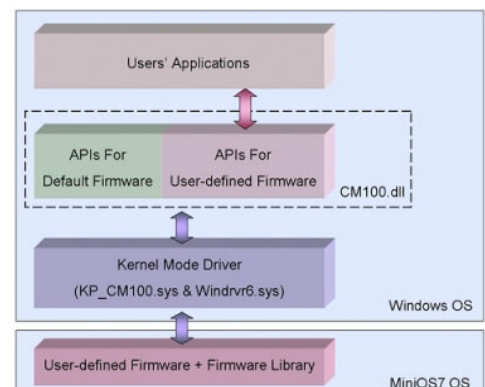 Users' Applications
APIs For
Default Firmware
APIs For
User-defined Firmware
CM100.dll
Kernel Mode Driver
(KP_CM100.sys & Windrvr6.sys)
Windows OS
User-defined Firmware + Firmware Library
MiniOS7 OS